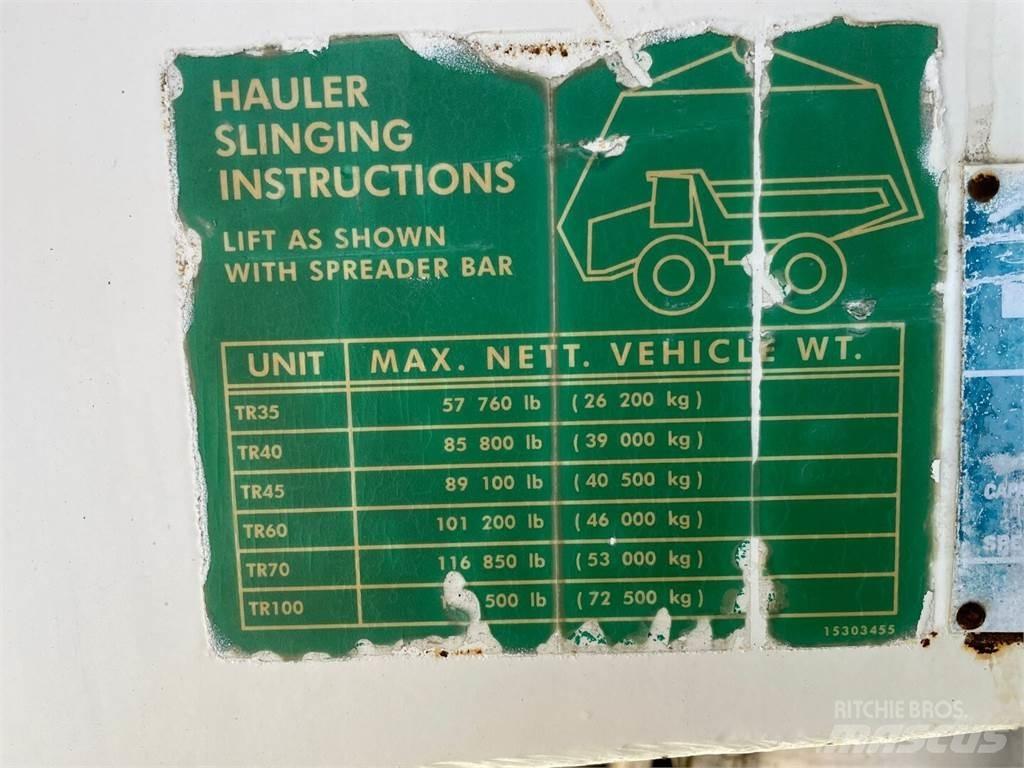 HAULER
SLINGING
INSTRUCTIONS
LIFT AS SHOWN
WITH SPREADER BAR
UNIT MAX. NETT. VEHICLE WT.
TR35 57 760 lb (26 200 kg)
TR40 85 800 lb (39 000 kg)
TR45 89 100 lb (40 500 kg)
TR60 101 200 lb (46 000 kg)
TR70 116 850 lb (53 000 kg)
TR100 500 lb (72 500 kg)
15303455
RITCHIE BROS.
MASCUS